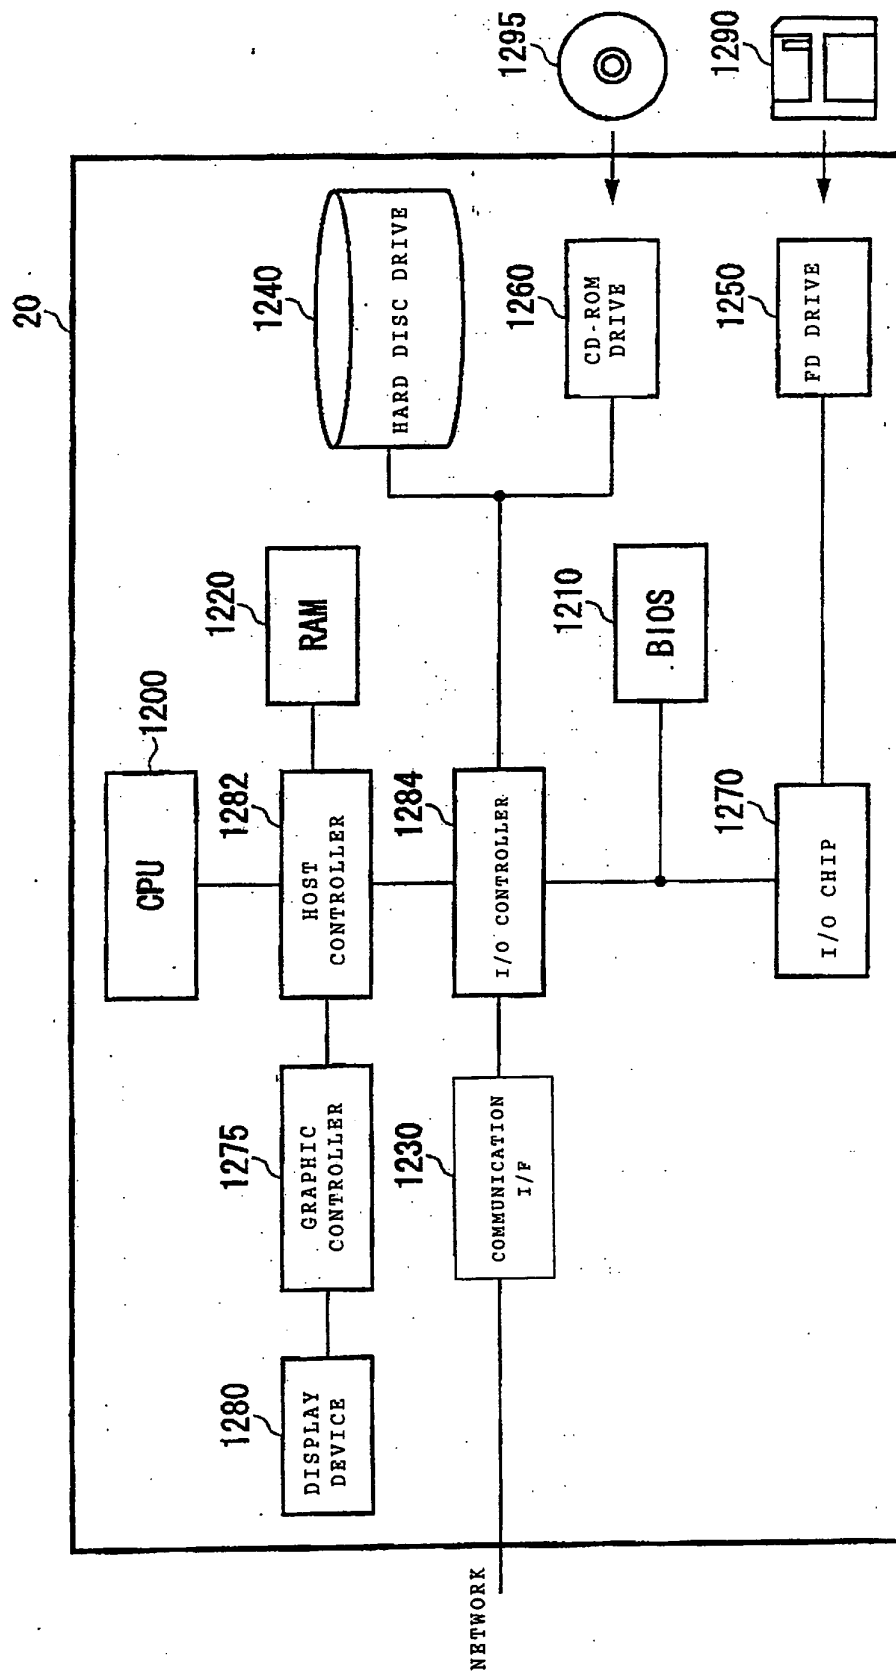 20
1200
CPU
1280
DISPLAY
DEVICE
1275
GRAPHIC
CONTROLLER
1282
HOST
CONTROLLER
1220
RAM
1240
HARD DISC DRIVE
NETWORK
1230
COMMUNICATION
I/F
1284
I/O CONTROLLER
1260
CD-ROM
DRIVE
1295
1210
BIOS
1270
I/O CHIP
1250
FD DRIVE
1290